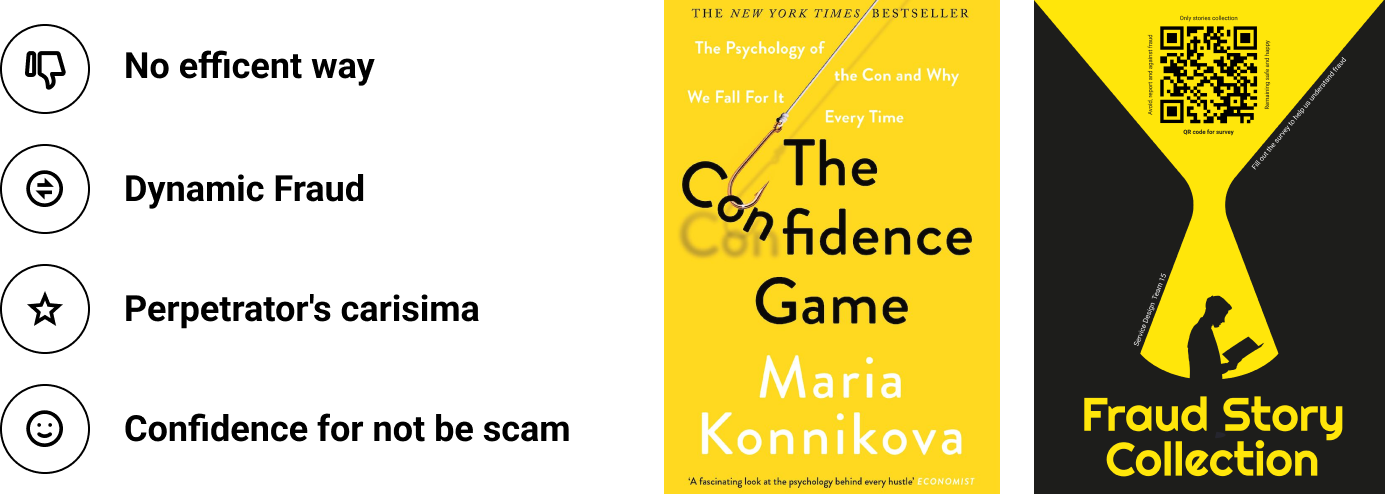 No efficent way
Dynamic Fraud
Perpetrator's carisima
Confidence for not be scam
THE NEW YORK TIMES BESTSELLER
The Psychology of
the Con and Why
We Fall For It
Every Time
The
Con
fidence
Game
Maria
Konnikova
'A fascinating look at the psychology behind every hustle' ECONOMIST
Only stories collection
Avoid, report and against fraud
Remaining safe and happy
QR code for survey
Fill out the survey to help us understand fraud
Service Design Team 15
Fraud Story
Collection